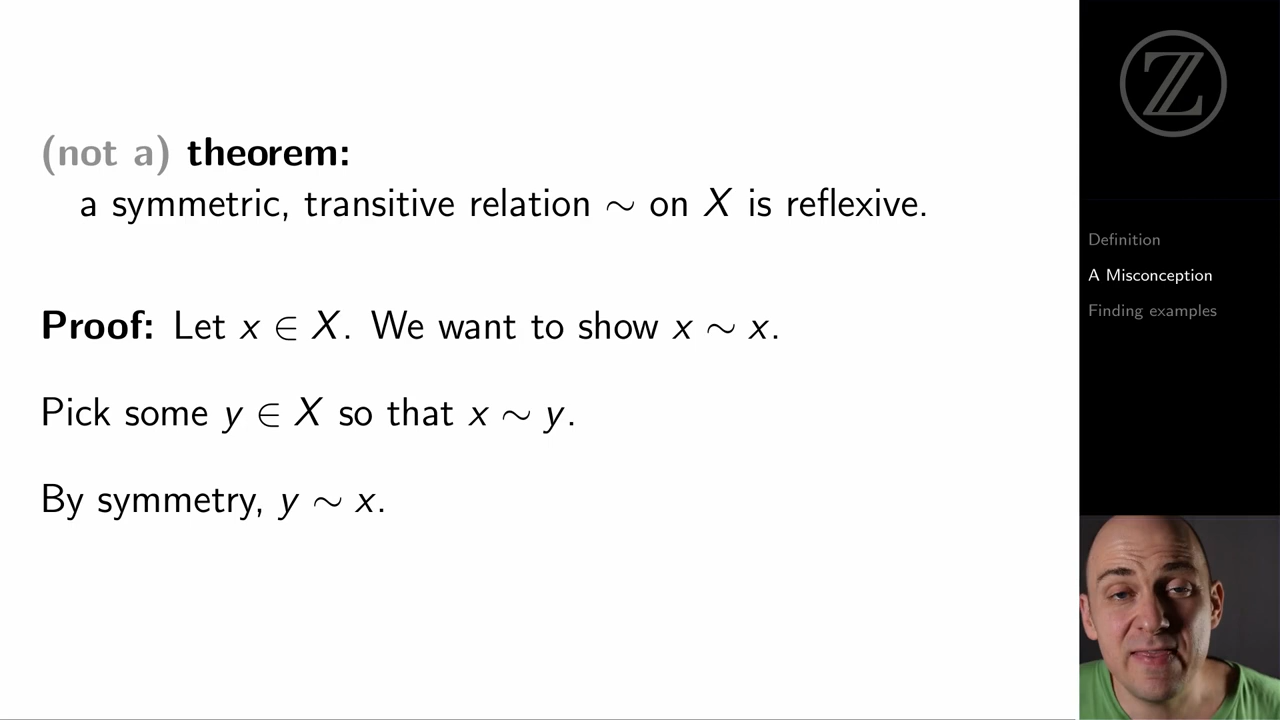 (not a) theorem:
a symmetric, transitive relation ∼ on X is reflexive.
Proof: Let x ∈ X. We want to show x ∼ x.
Pick some y ∈ X so that x ∼ y.
By symmetry, y ∼ x.
ℤ
Definition
A Misconception
Finding examples